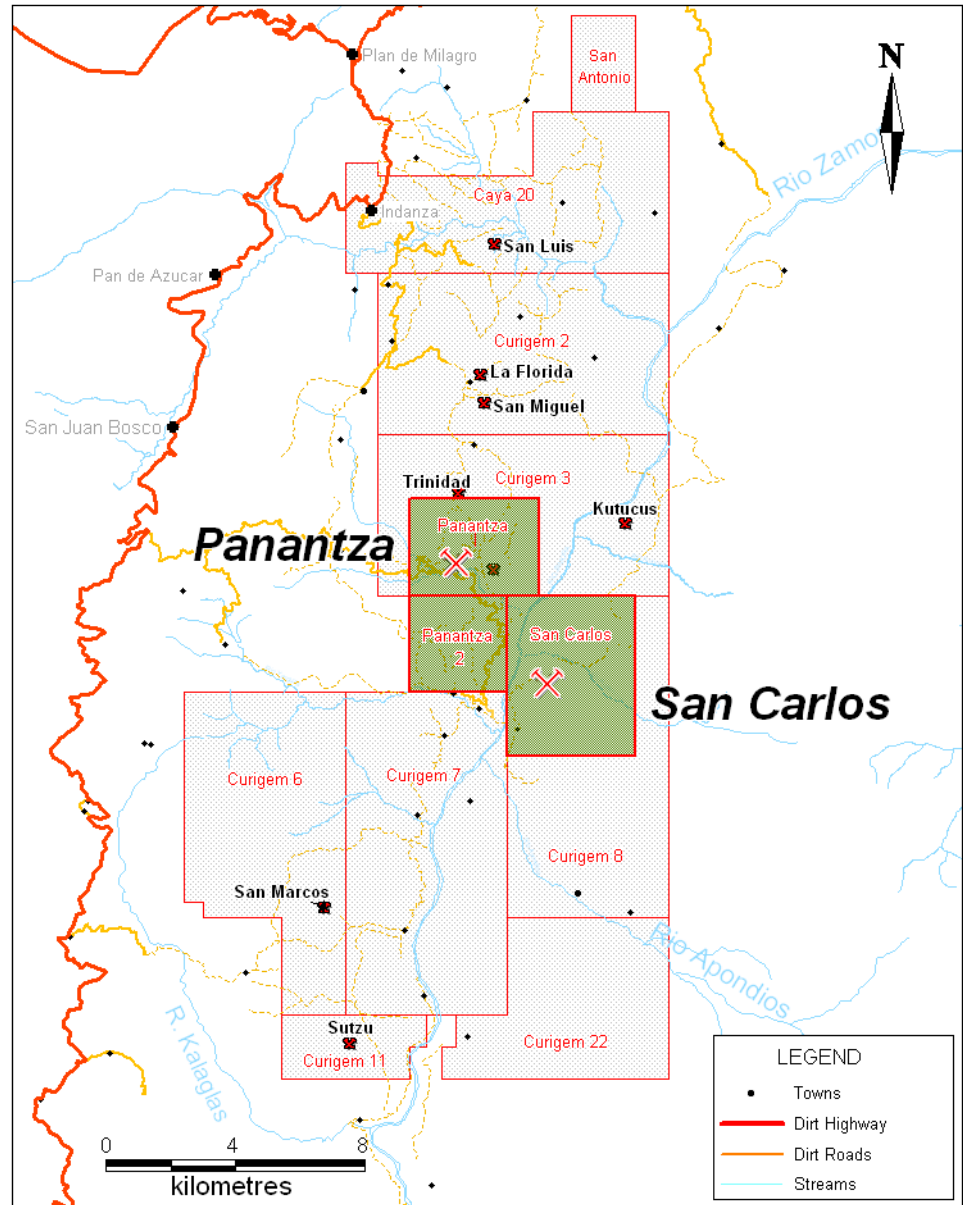 Plan de Milagro
San
Antonio
N
Rio Zamo
Caya 20
Indanza
San Luis
Pan de Azucar
Curigem 2
La Florida
San Miguel
San Juan Bosco
Trinidad
Curigem 3
Kutucus
Panantza
Panantza
1
Panantza
2
San Carlos
San Carlos
Curigem 6
Curigem 7
Curigem 8
San Marcos
Rio Apondios
R. Kalaglas
Sutzu
Curigem 11
Curigem 22
LEGEND
Towns
Dirt Highway
Dirt Roads
Streams
0 4 8
kilometres